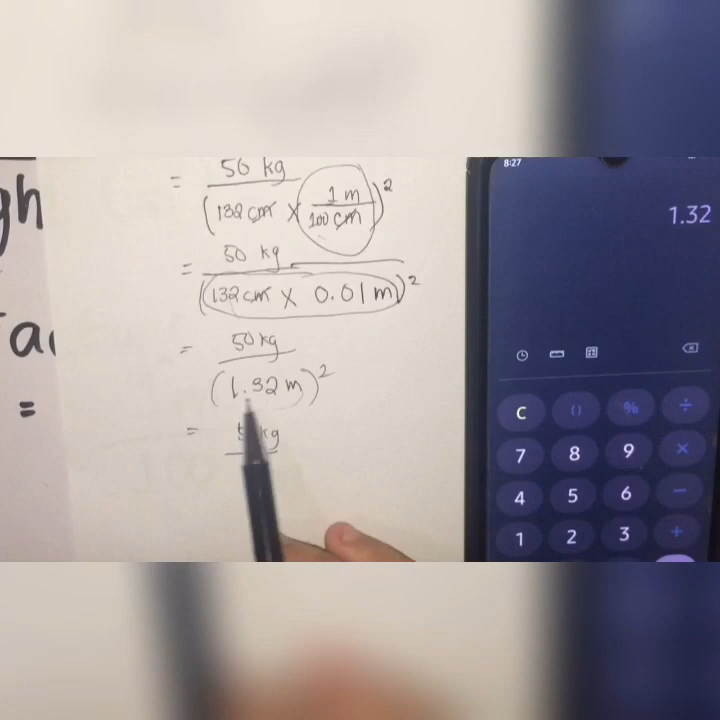 gh
= 50 kg
(132 cm × 1 m
100 cm)²
= 50 kg
(132 cm × 0.01 m)²
= 50 kg
(1.32 m)²
=
kg
=
8:27
1.32
C ( ) % ÷
7 8 9 ×
4 5 6 −
1 2 3 +